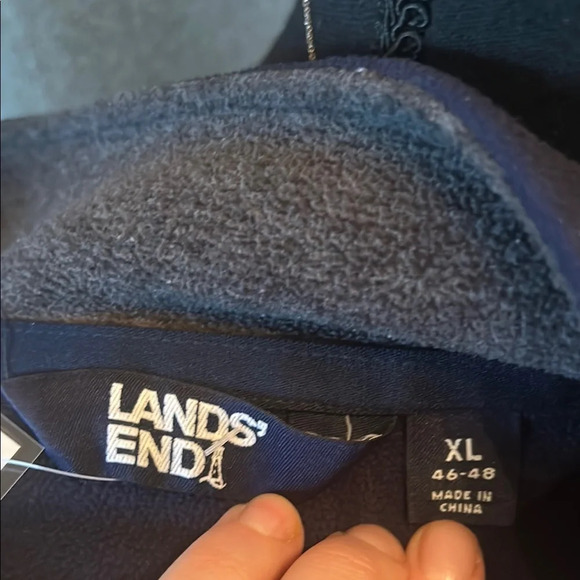 LANDS'
END
XL
46-48
MADE IN
CHINA